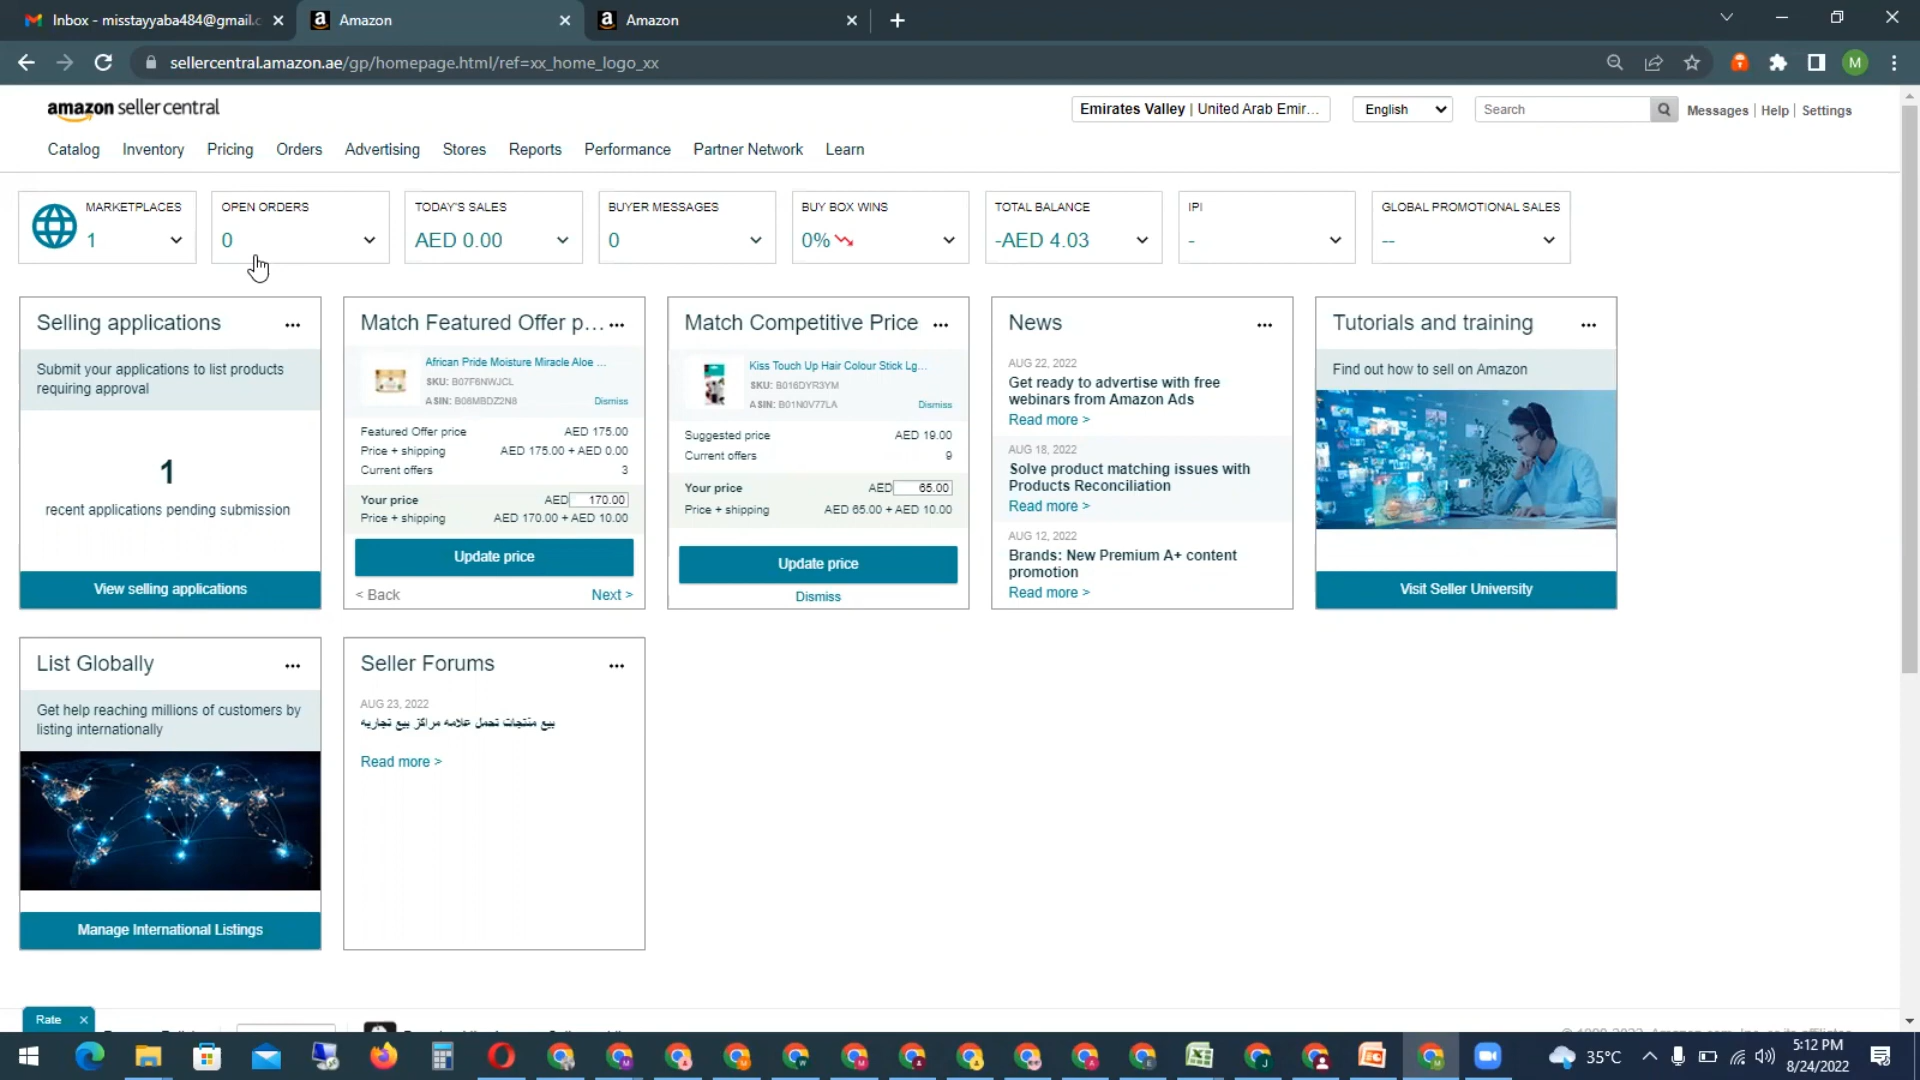 Inbox - misstayyaba484@gmail.c
Amazon
Amazon
sellercentral.amazon.ae/gp/homepage.html/ref=xx_home_logo_xx
M
amazon seller central
Emirates Valley | United Arab Emir...
English
Search
Messages | Help | Settings
Catalog Inventory Pricing Orders Advertising Stores Reports Performance Partner Network Learn
MARKETPLACES
1
OPEN ORDERS
0
TODAY'S SALES
AED 0.00
BUYER MESSAGES
0
BUY BOX WINS
0%
TOTAL BALANCE
-AED 4.03
IPI
-
GLOBAL PROMOTIONAL SALES
--
Selling applications
Submit your applications to list products
requiring approval
1
recent applications pending submission
View selling applications
Match Featured Offer p...
African Pride Moisture Miracle Aloe ...
SKU: B07F6NWJCL
ASIN: B08MBDZ2N8 Dismiss
Featured Offer price AED 175.00
Price + shipping AED 175.00 + AED 0.00
Current offers 3
Your price AED 170.00
Price + shipping AED 170.00 + AED 10.00
Update price
< Back Next >
Match Competitive Price
Kiss Touch Up Hair Colour Stick Lg...
SKU: B016DYR3YM
ASIN: B01N0V77LA Dismiss
Suggested price AED 19.00
Current offers 9
Your price AED 65.00
Price + shipping AED 65.00 + AED 10.00
Update price
Dismiss
News
AUG 22, 2022
Get ready to advertise with free
webinars from Amazon Ads
Read more >
AUG 18, 2022
Solve product matching issues with
Products Reconciliation
Read more >
AUG 12, 2022
Brands: New Premium A+ content
promotion
Read more >
Tutorials and training
Find out how to sell on Amazon
Visit Seller University
List Globally
Get help reaching millions of customers by
listing internationally
Manage International Listings
Seller Forums
AUG 23, 2022
بيع منتجات تحمل علامه مراكز بيع تجاريه
Read more >
Rate
35°C
5:12 PM
8/24/2022